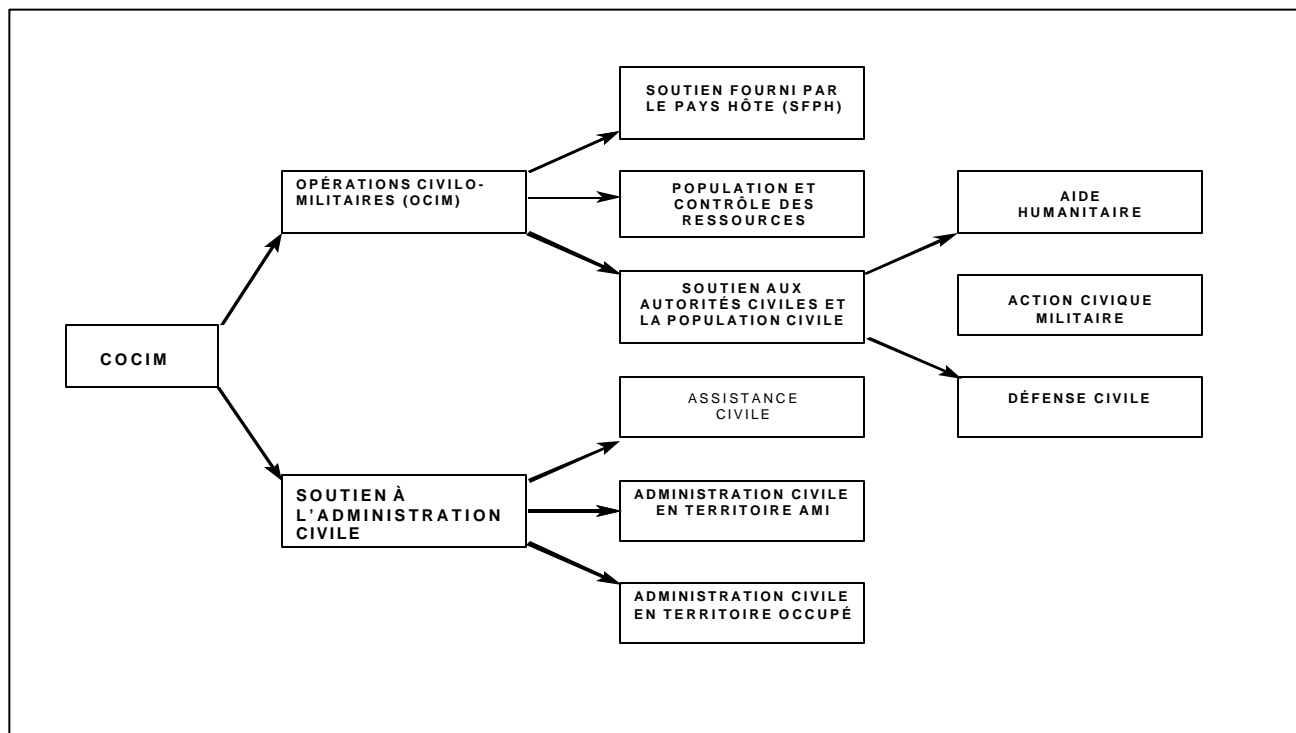 SOUTIEN FOURNI PAR
LE PAYS HÔTE (SFPH)
OPÉRATIONS CIVILO-
MILITAIRES (OCIM)
POPULATION ET
CONTRÔLE DES
RESSOURCES
AIDE
HUMANITAIRE
SOUTIEN AUX
AUTORITÉS CIVILES ET
LA POPULATION CIVILE
ACTION CIVIQUE
MILITAIRE
COCIM
ASSISTANCE
CIVILE
DÉFENSE CIVILE
SOUTIEN À
L'ADMINISTRATION
CIVILE
ADMINISTRATION CIVILE
EN TERRITOIRE AMI
ADMINISTRATION CIVILE
EN TERRITOIRE OCCUPÉ